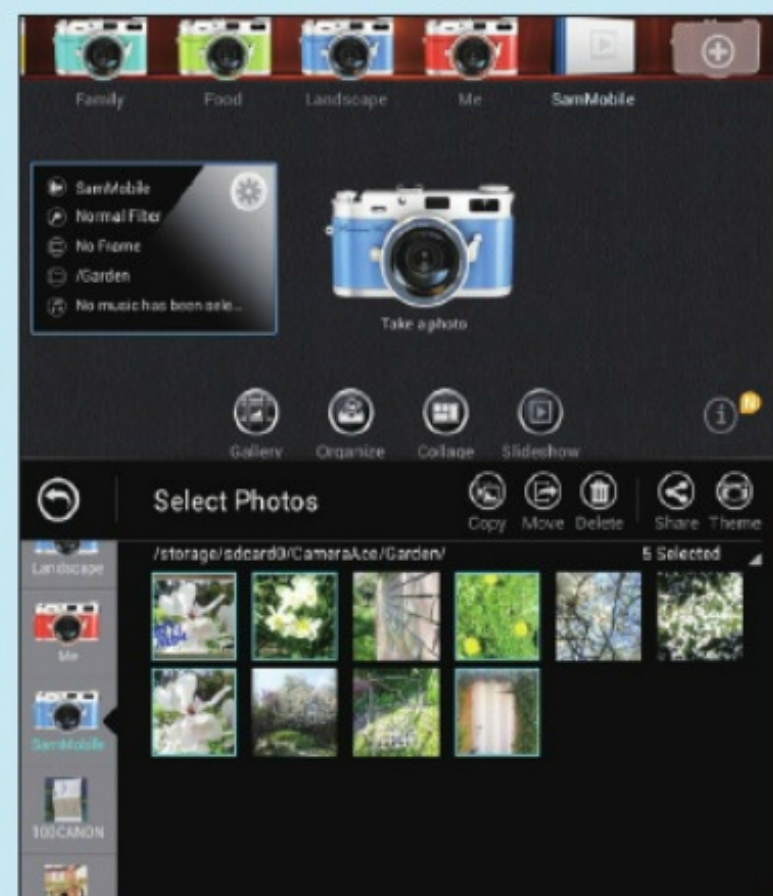 Family Food Landscape Me SamMobile
SamMobile
Normal Filter
No Frame
/Garden
No music has been sele...
Take a photo
N
Gallery Organize Collage Slideshow
Select Photos
Copy Move Delete Share Theme
/storage/sdcard0/CameraAce/Garden/ 5 Selected
Landscape
Me
SamMobile
100CANON